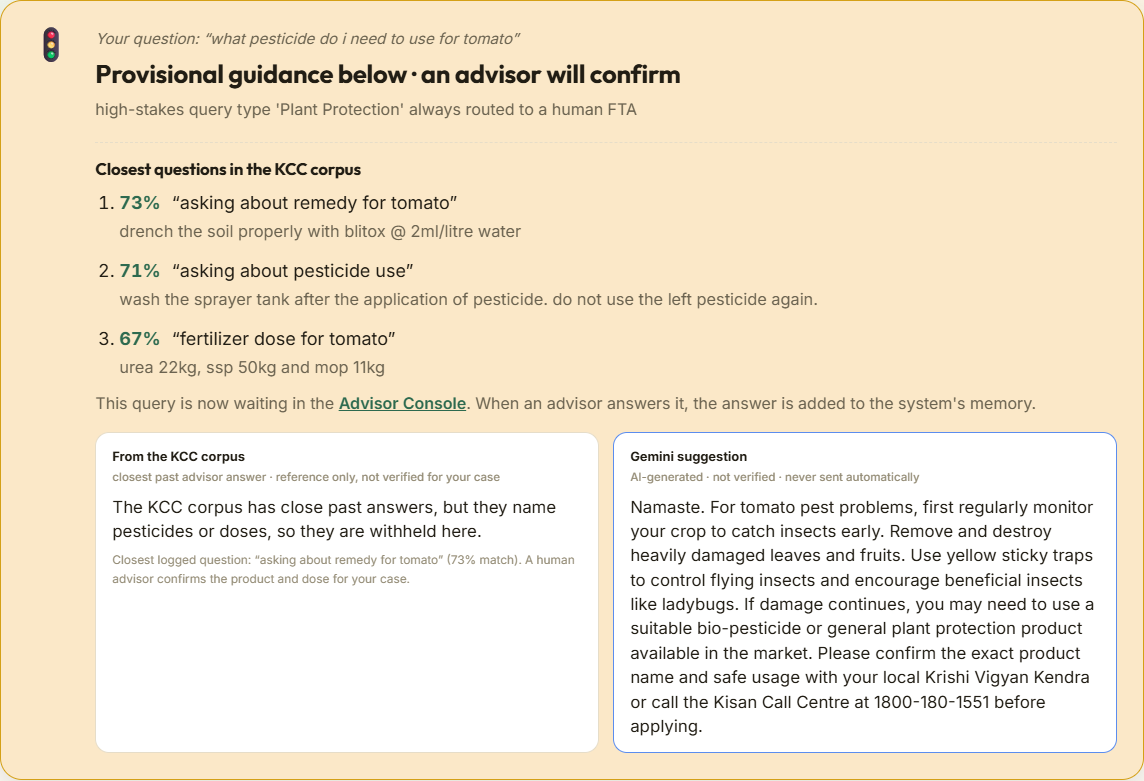 Your question: “what pesticide do i need to use for tomato”
Provisional guidance below · an advisor will confirm
high-stakes query type 'Plant Protection' always routed to a human FTA
Closest questions in the KCC corpus
1. 73% “asking about remedy for tomato”
drench the soil properly with blitox @ 2ml/litre water
2. 71% “asking about pesticide use”
wash the sprayer tank after the application of pesticide. do not use the left pesticide again.
3. 67% “fertilizer dose for tomato”
urea 22kg, ssp 50kg and mop 11kg
This query is now waiting in the Advisor Console. When an advisor answers it, the answer is added to the system's memory.
From the KCC corpus
closest past advisor answer · reference only, not verified for your case
The KCC corpus has close past answers, but they name
pesticides or doses, so they are withheld here.
Closest logged question: “asking about remedy for tomato” (73% match). A human
advisor confirms the product and dose for your case.
Gemini suggestion
AI-generated · not verified · never sent automatically
Namaste. For tomato pest problems, first regularly monitor
your crop to catch insects early. Remove and destroy
heavily damaged leaves and fruits. Use yellow sticky traps
to control flying insects and encourage beneficial insects
like ladybugs. If damage continues, you may need to use a
suitable bio-pesticide or general plant protection product
available in the market. Please confirm the exact product
name and safe usage with your local Krishi Vigyan Kendra
or call the Kisan Call Centre at 1800-180-1551 before
applying.